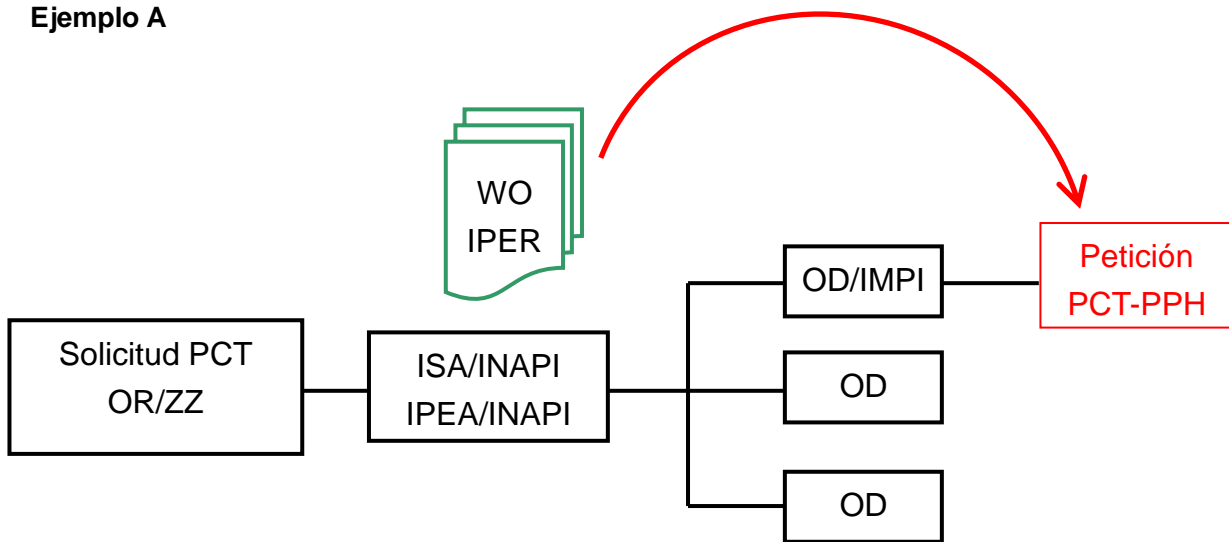 Ejemplo A
WO
IPER
Petición
PCT-PPH
OD/IMPI
Solicitud PCT
OR/ZZ
ISA/INAPI
IPEA/INAPI
OD
OD